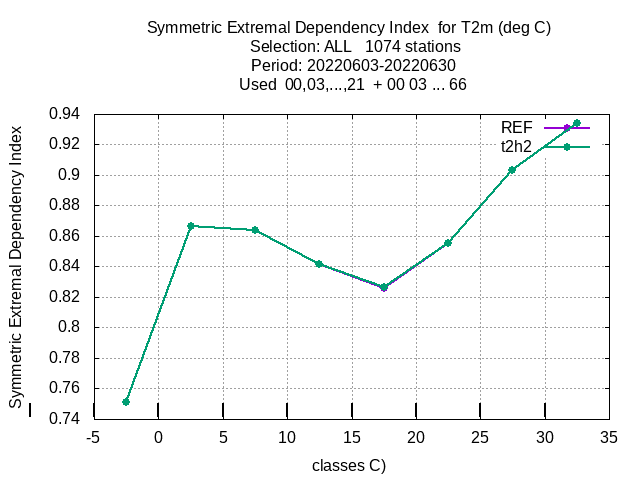 Symmetric Extremal Dependency Index  for T2m (deg C)
Selection: ALL   1074 stations
Period: 20220603-20220630
Used  00,03,...,21  + 00 03 ... 66
REF
t2h2
0.94
0.92
0.9
0.88
0.86
0.84
0.82
0.8
0.78
0.76
0.74
Symmetric Extremal Dependency Index
-5
0
5
10
15
20
25
30
35
classes C)